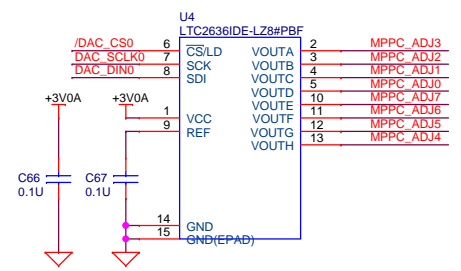 U4
LTC2636IDE-LZ8#PBF
/DAC_CS0 6 CS/LD VOUTA 2 MPPC_ADJ3
DAC_SCLK0 7 SCK VOUTB 3 MPPC_ADJ2
DAC_DIN0 8 SDI VOUTC 4 MPPC_ADJ1
VOUTD 5 MPPC_ADJ0
+3V0A +3V0A VOUTE 10 MPPC_ADJ7
1 VCC VOUTF 11 MPPC_ADJ6
9 REF VOUTG 12 MPPC_ADJ5
VOUTH 13 MPPC_ADJ4
C66 C67
0.1U 0.1U
14 GND
15 GND(EPAD)